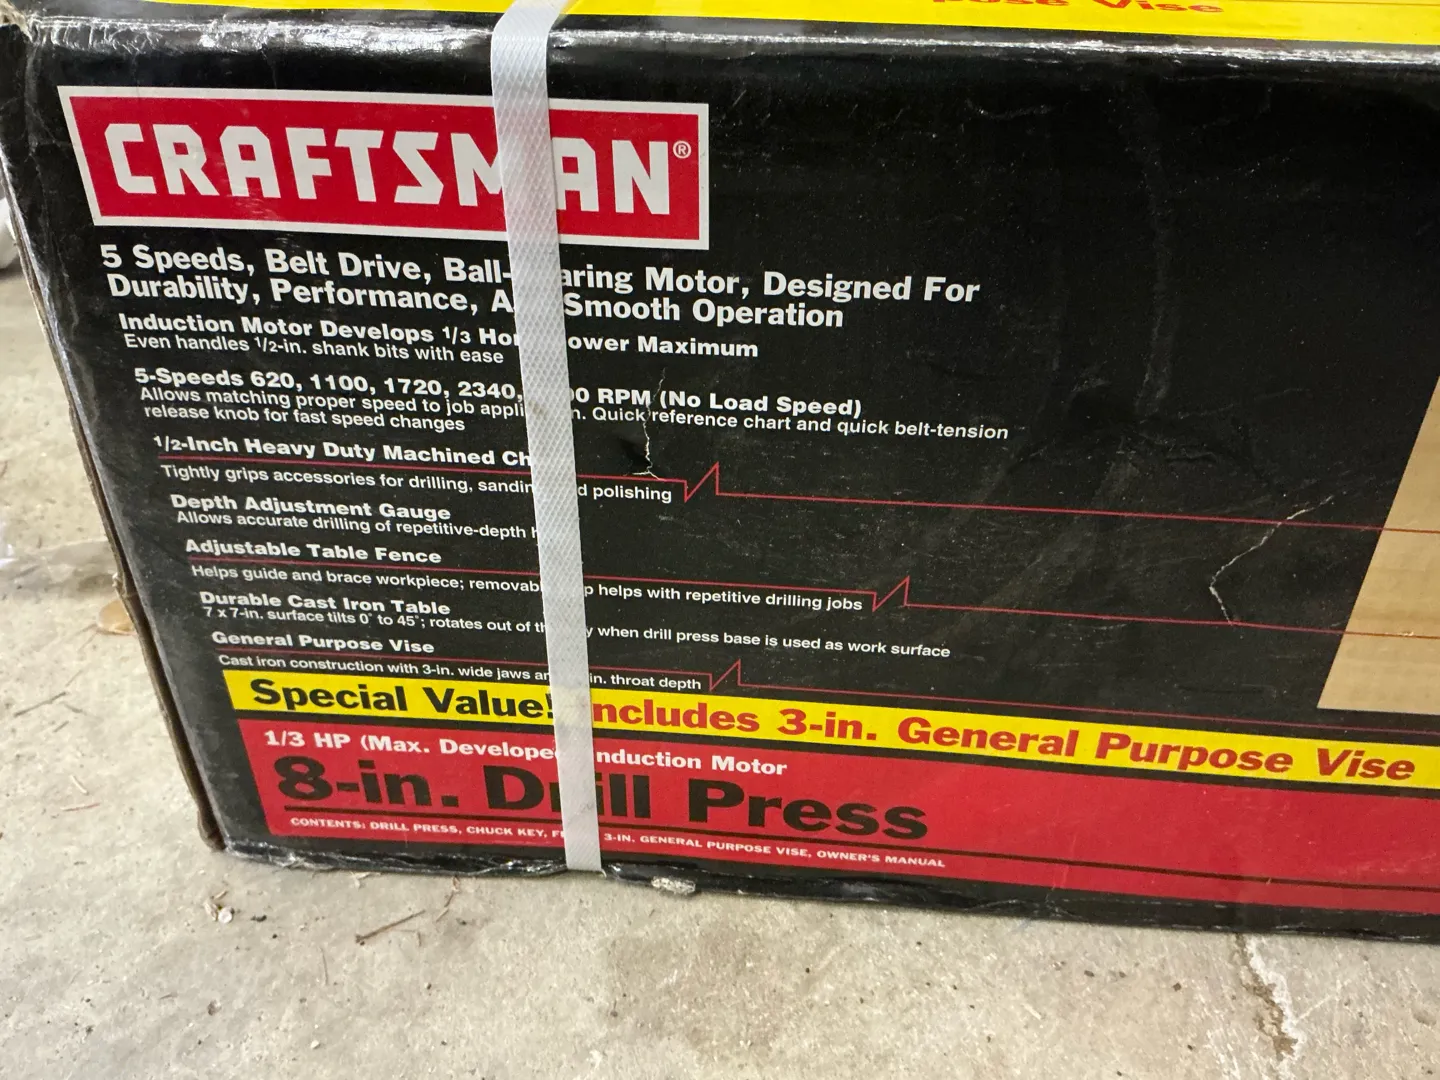 pose Vise
CRAFTSMAN®
5 Speeds, Belt Drive, Ball- aring Motor, Designed For
Durability, Performance, A Smooth Operation
Induction Motor Develops 1/3 Ho ower Maximum
Even handles 1/2-in. shank bits with ease
5-Speeds 620, 1100, 1720, 2340, 00 RPM (No Load Speed)
Allows matching proper speed to job appli n. Quick reference chart and quick belt-tension
release knob for fast speed changes
1/2-Inch Heavy Duty Machined Ch
Tightly grips accessories for drilling, sandin d polishing
Depth Adjustment Gauge
Allows accurate drilling of repetitive-depth h
Adjustable Table Fence
Helps guide and brace workpiece; removab p helps with repetitive drilling jobs
Durable Cast Iron Table
7 x 7-in. surface tilts 0° to 45°; rotates out of th y when drill press base is used as work surface
General Purpose Vise
Cast iron construction with 3-in. wide jaws an in. throat depth
Special Value! ncludes 3-in. General Purpose Vise
1/3 HP (Max. Develope nduction Motor
8-in. Drill Press
CONTENTS: DRILL PRESS, CHUCK KEY, F 3-IN. GENERAL PURPOSE VISE, OWNER'S MANUAL